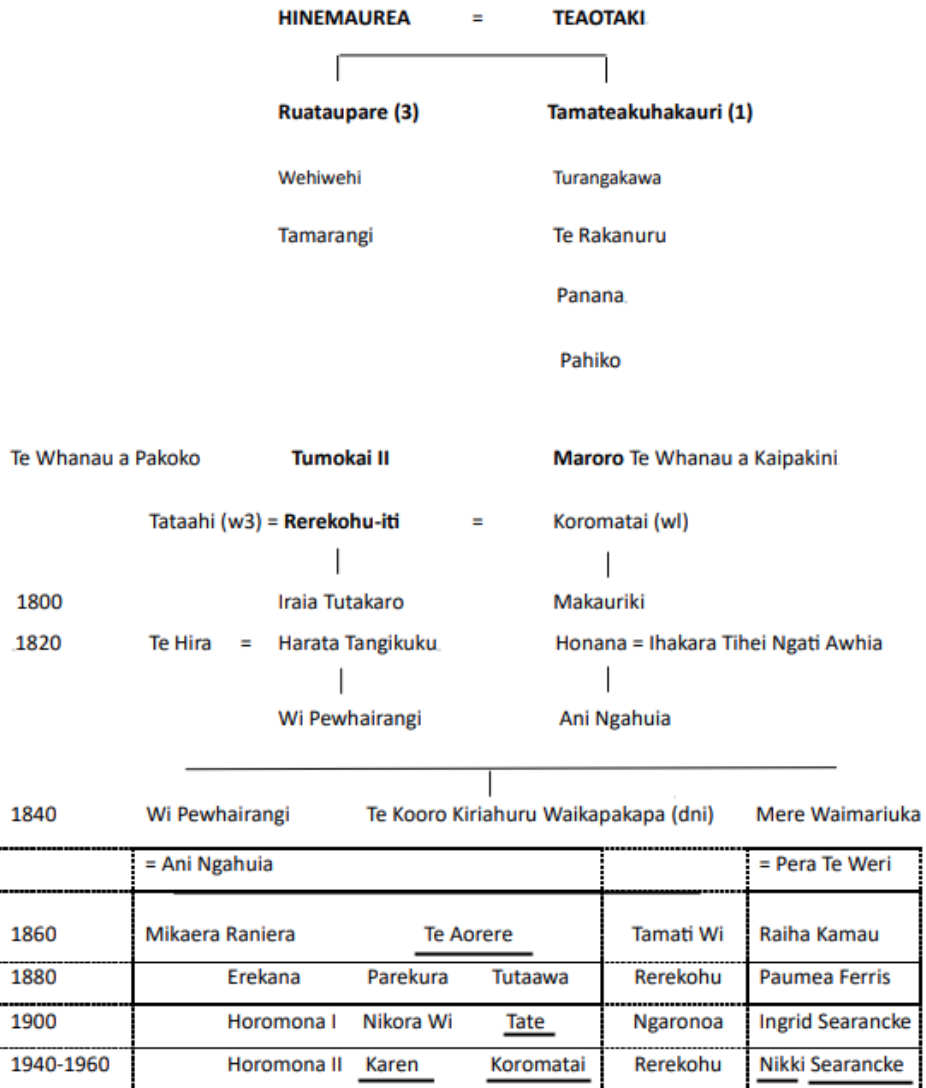 HINEMAUREA = TEAOTAKI
Ruataupare (3) Tamateakuhakauri (1)
Wehiwehi Turangakawa
Tamarangi Te Rakanuru
Panana
Pahiko
Te Whanau a Pakoko Tumokai II Maroro Te Whanau a Kaipakini
Tataahi (w3) = Rerekohu-iti = Koromatai (wl)
1800 Iraia Tutakaro Makauriki
1820 Te Hira = Harata Tangikuku Honana = Ihakara Tihei Ngati Awhia
Wi Pewhairangi Ani Ngahuia
1840 Wi Pewhairangi Te Kooro Kiriahuru Waikapakapa (dni) Mere Waimariuka
= Ani Ngahuia = Pera Te Weri
1860 Mikaera Raniera Te Aorere Tamati Wi Raiha Kamau
1880 Erekana Parekura Tutaawa Rerekohu Paumea Ferris
1900 Horomona I Nikora Wi Tate Ngaronoa Ingrid Searancke
1940-1960 Horomona II Karen Koromatai Rerekohu Nikki Searancke